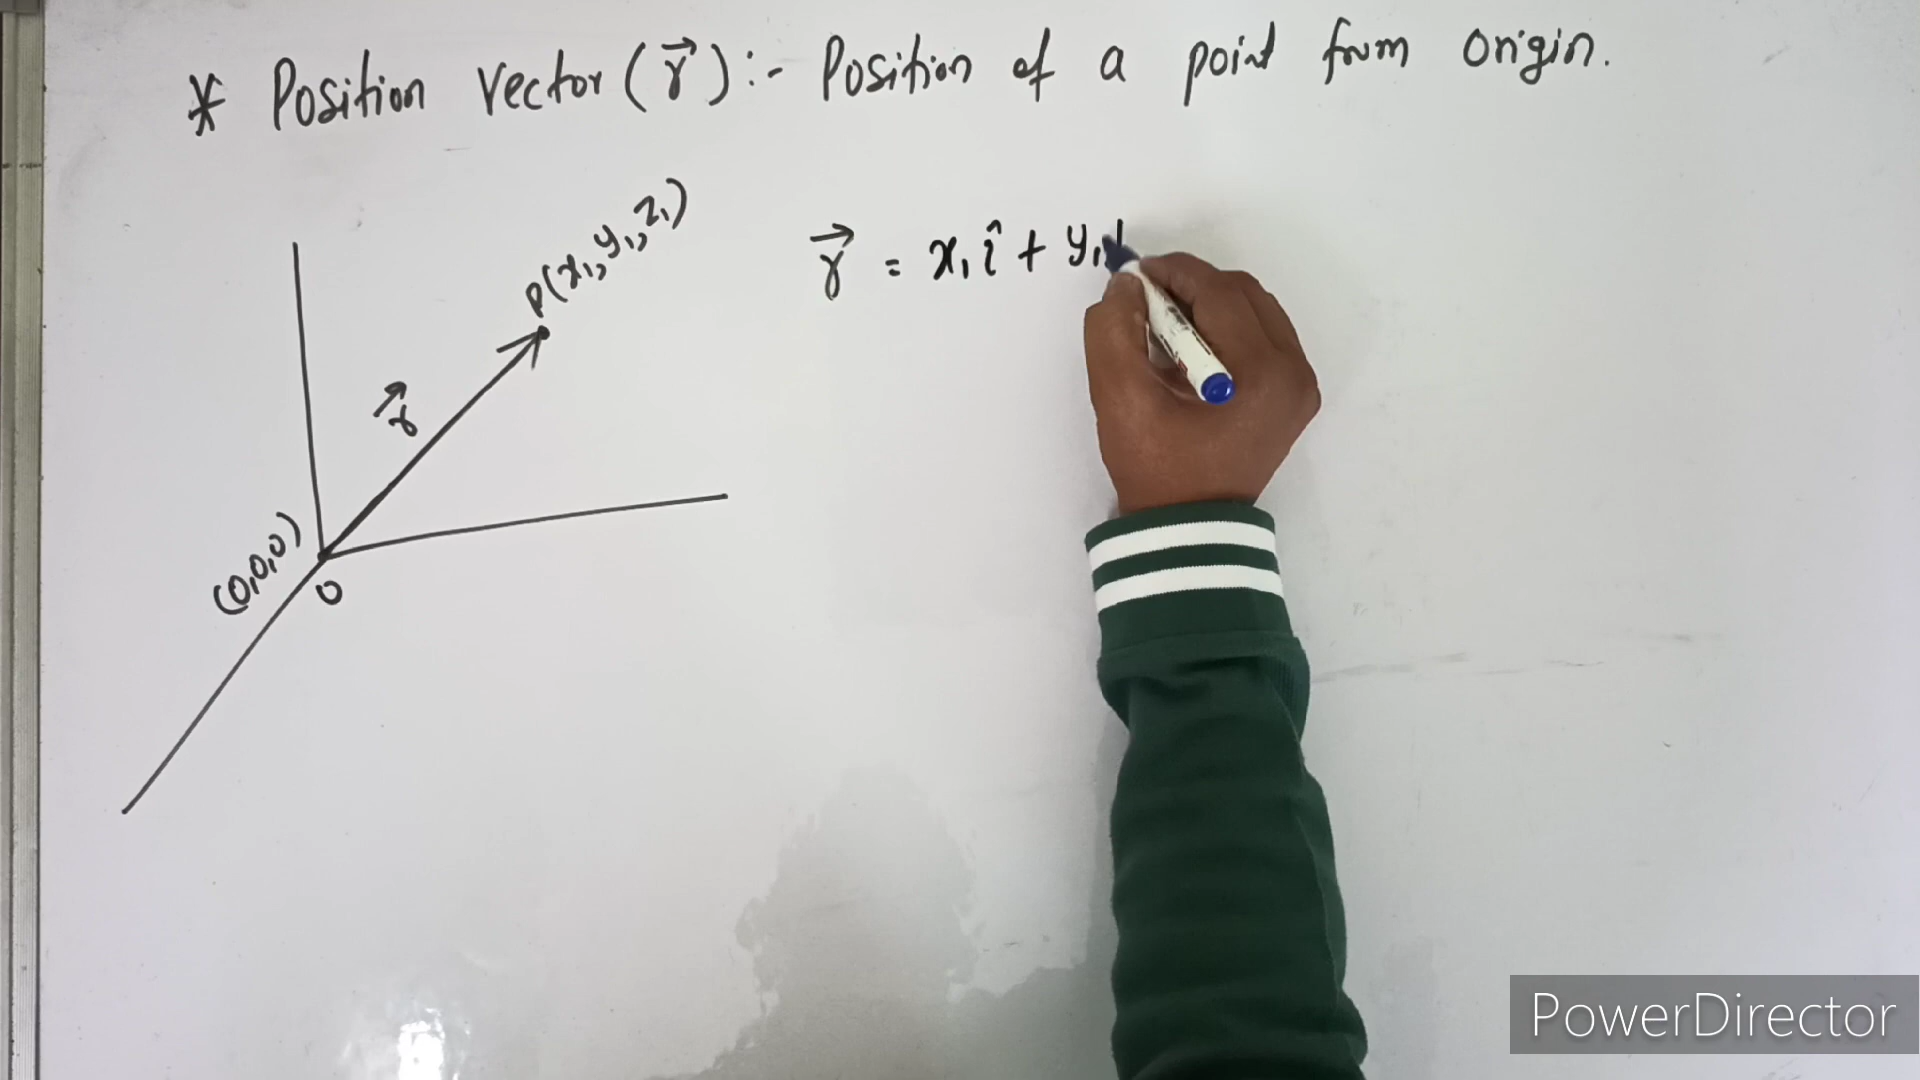 * Position vector (r⃗) :- Position of a point from origin.
P(x₁, y₁, z₁)
r⃗ = x₁î + y₁
r⃗
(0,0,0)
O
PowerDirector